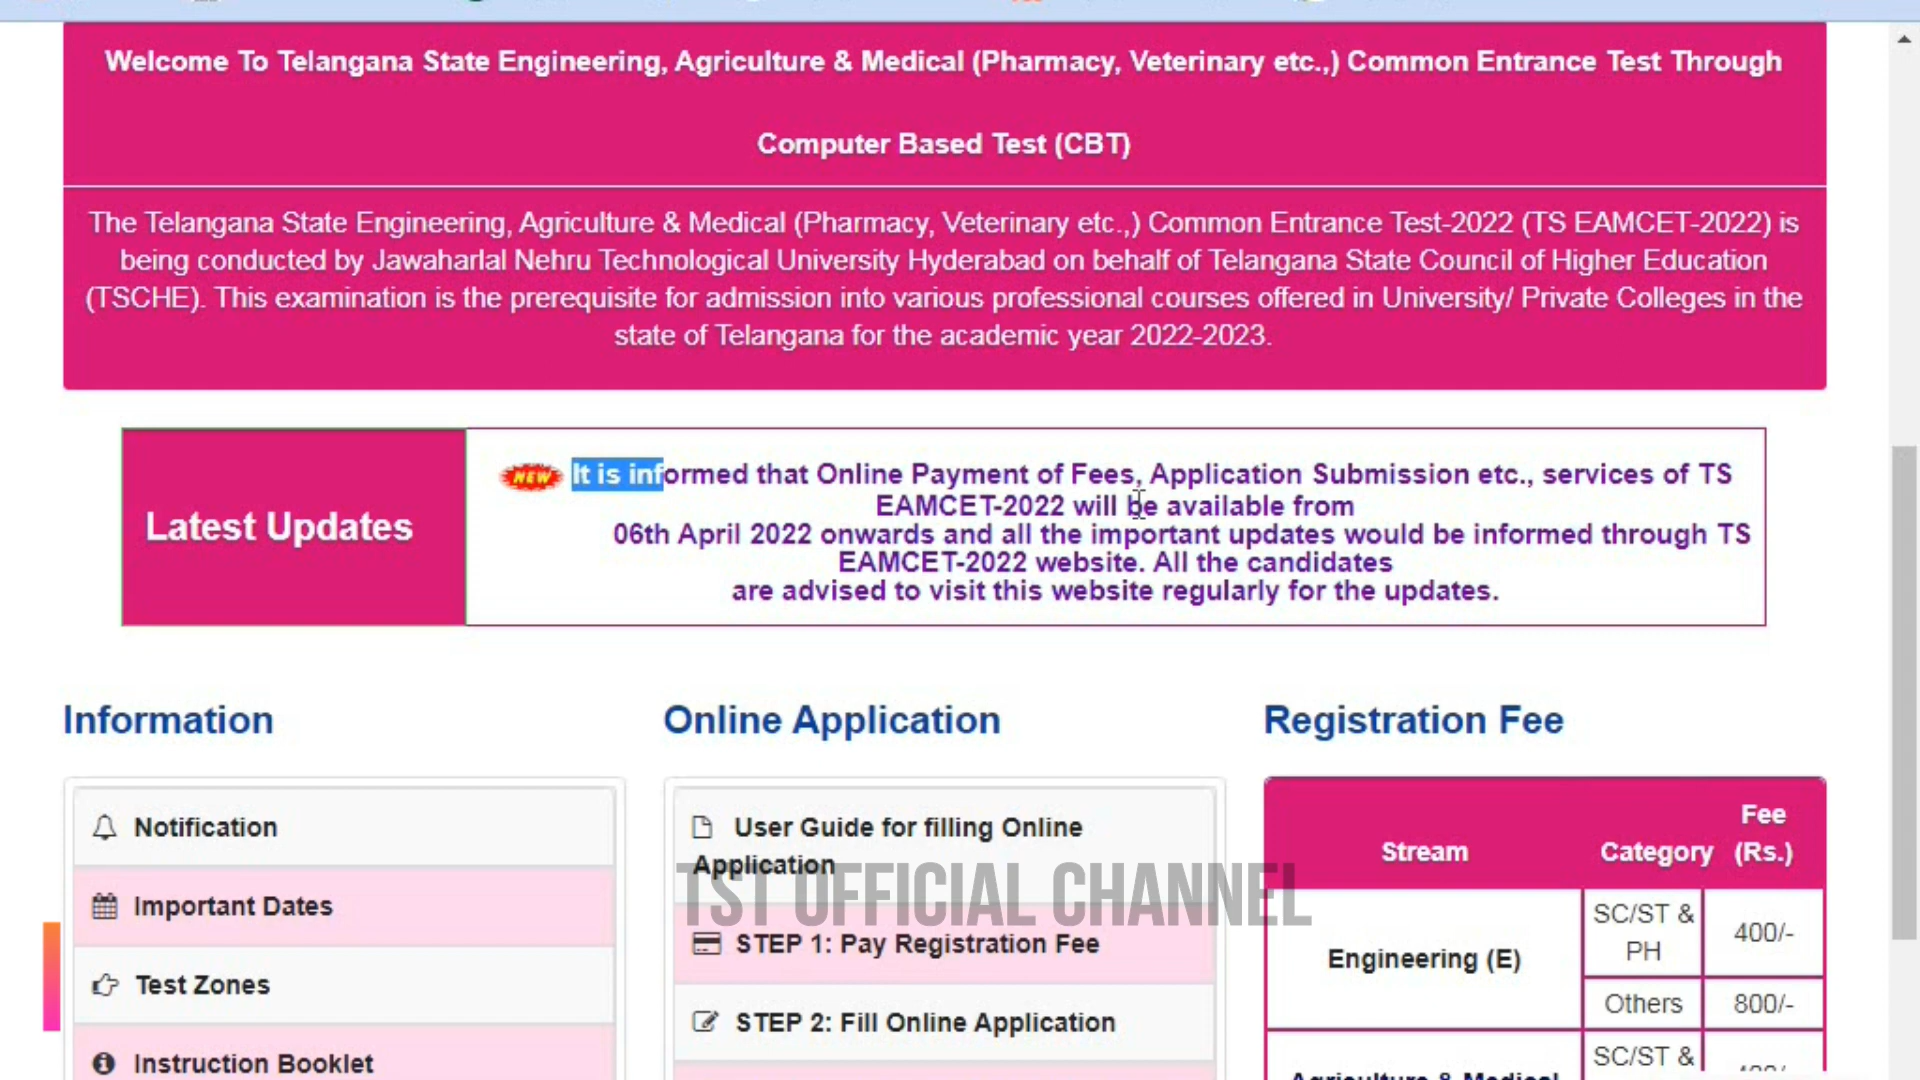 Welcome To Telangana State Engineering, Agriculture & Medical (Pharmacy, Veterinary etc.,) Common Entrance Test Through
Computer Based Test (CBT)
The Telangana State Engineering, Agriculture & Medical (Pharmacy, Veterinary etc.,) Common Entrance Test-2022 (TS EAMCET-2022) is
being conducted by Jawaharlal Nehru Technological University Hyderabad on behalf of Telangana State Council of Higher Education
(TSCHE). This examination is the prerequisite for admission into various professional courses offered in University/ Private Colleges in the
state of Telangana for the academic year 2022-2023.
Latest Updates
NEW It is informed that Online Payment of Fees, Application Submission etc., services of TS
EAMCET-2022 will be available from
06th April 2022 onwards and all the important updates would be informed through TS
EAMCET-2022 website. All the candidates
are advised to visit this website regularly for the updates.
Information
Notification
Important Dates
Test Zones
Instruction Booklet
Online Application
User Guide for filling Online
Application
STEP 1: Pay Registration Fee
STEP 2: Fill Online Application
TST OFFICIAL CHANNEL
Registration Fee
Stream Category Fee (Rs.)
Engineering (E)
SC/ST & PH 400/-
Others 800/-
Agriculture & Medical
SC/ST &